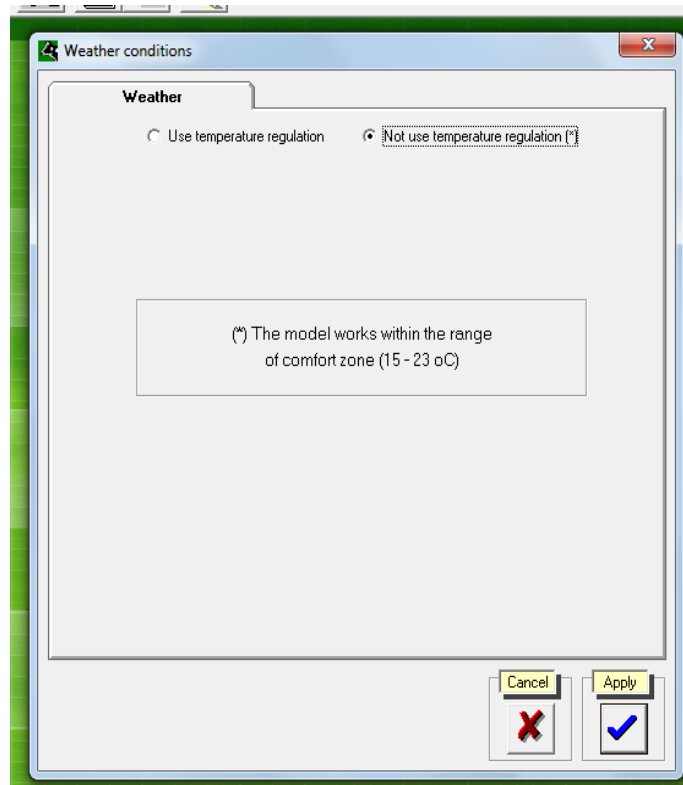 Weather conditions
Weather
Use temperature regulation
Not use temperature regulation (*)
(*) The model works within the range
of comfort zone (15 - 23 oC)
Cancel
Apply